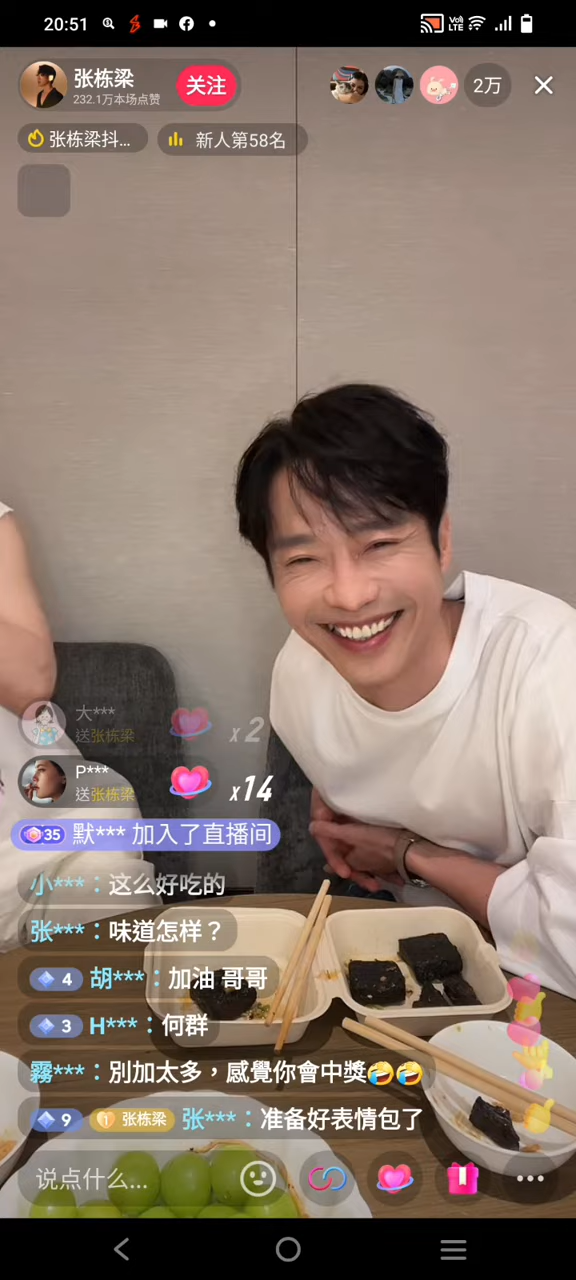 20:51
Vol) LTE
张栋梁
232.1万本场点赞
关注
2万
张栋梁抖...
新人第58名
大***
送张栋梁
x2
P***
送张栋梁
x14
35 默*** 加入了直播间
小***：这么好吃的
张***：味道怎样？
4 胡***：加油 哥哥
3 H***：何群
霧***：別加太多，感覺你會中獎🤣🤣
9 1 张栋梁 张***：准备好表情包了
说点什么...